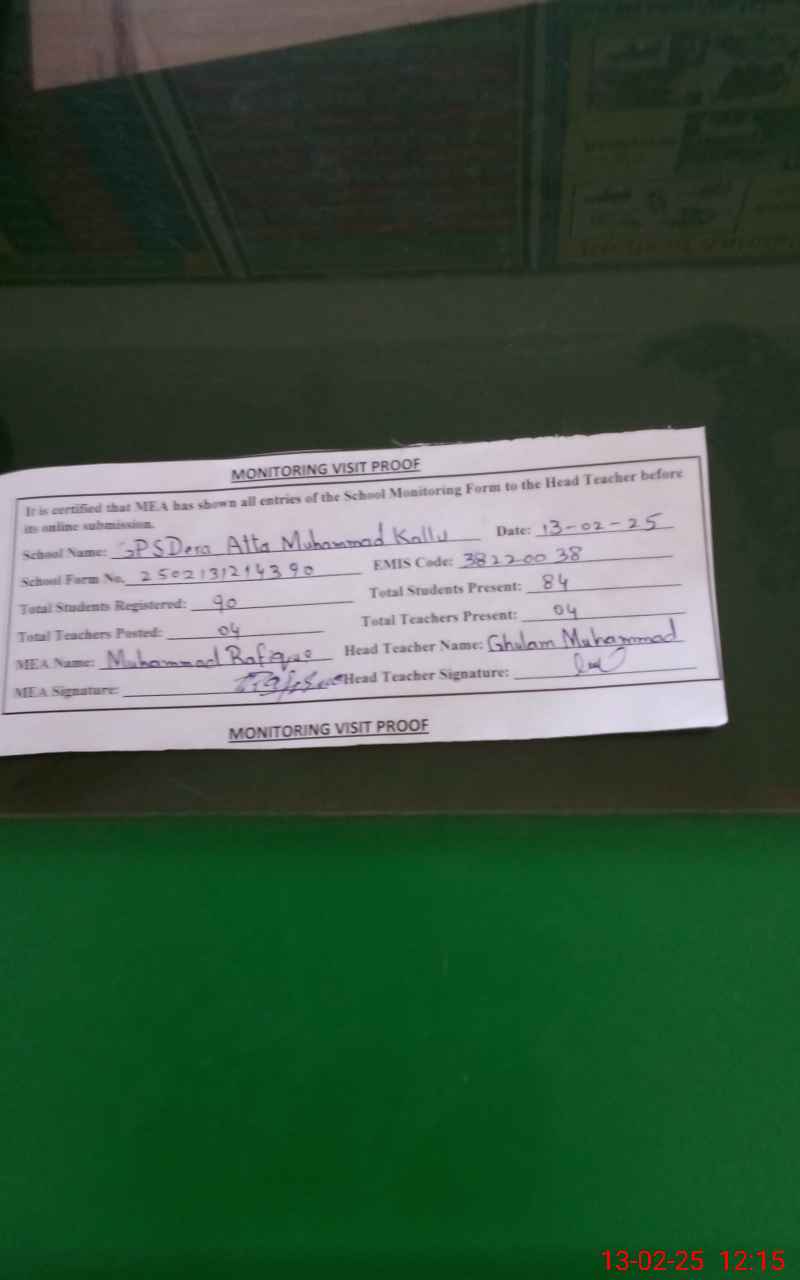 MONITORING VISIT PROOF
It is certified that MEA has shown all entries of the School Monitoring Form to the Head Teacher before
its online submission.
School Name: GPS Dera Atta Muhammad Kallu Date: 13-02-25
School Form No. 2502131214390 EMIS Code: 38220038
Total Students Registered: 90 Total Students Present: 84
Total Teachers Posted: 04 Total Teachers Present: 04
MEA Name: Muhammad Rafique Head Teacher Name: Ghulam Muhammad
MEA Signature: Head Teacher Signature:
MONITORING VISIT PROOF
13-02-25 12:15